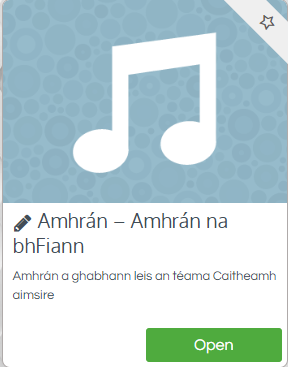 Amhrán – Amhrán na
bhFiann
Amhrán a ghabhann leis an téama Caitheamh
aimsire
Open